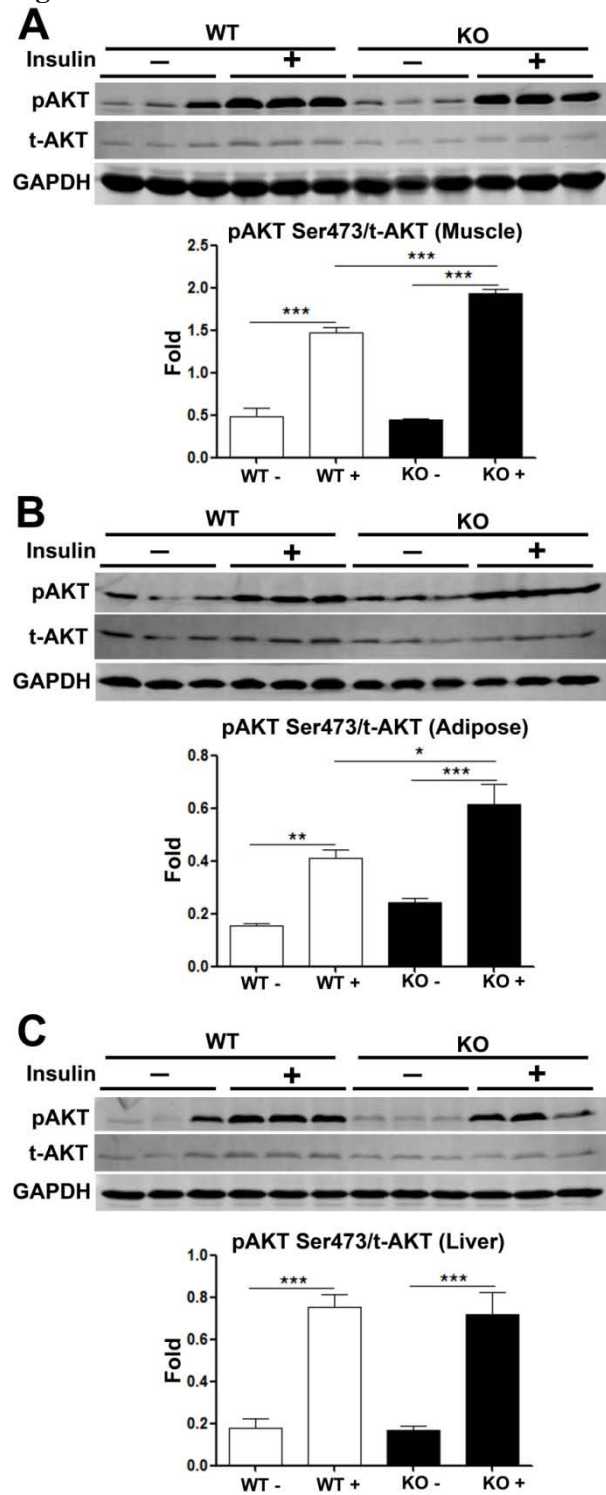 A
WT KO
Insulin – + – +
pAKT
t-AKT
GAPDH
pAKT Ser473/t-AKT (Muscle)
***
***
***
2.5
2.0
1.5
1.0
0.5
0.0
Fold
WT - WT + KO - KO +
B
WT KO
Insulin – + – +
pAKT
t-AKT
GAPDH
pAKT Ser473/t-AKT (Adipose)
*
***
**
0.8
0.6
0.4
0.2
0.0
Fold
WT - WT + KO - KO +
C
WT KO
Insulin – + – +
pAKT
t-AKT
GAPDH
pAKT Ser473/t-AKT (Liver)
*** ***
1.0
0.8
0.6
0.4
0.2
0.0
Fold
WT - WT + KO - KO +